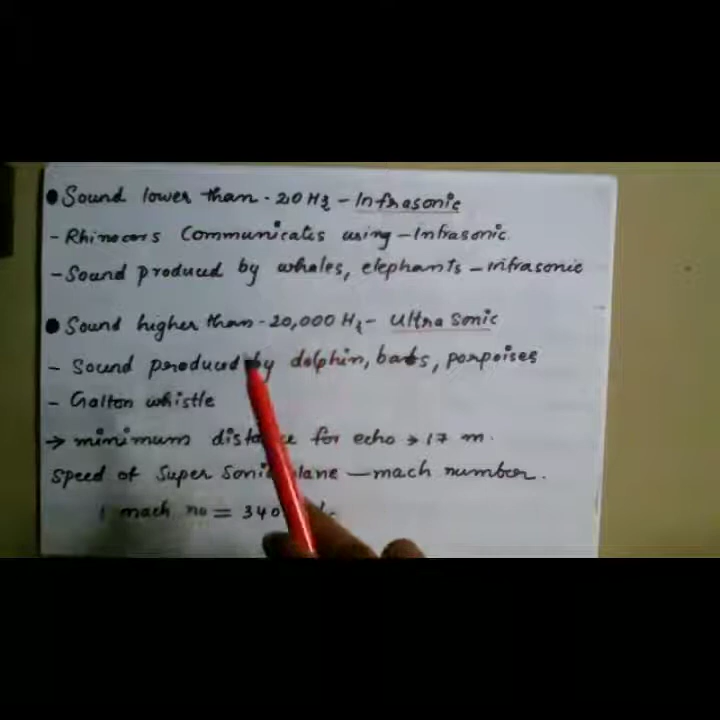 Sound lower than - 20 Hz - Infrasonic
- Rhinocers Communicates using - Infrasonic.
- Sound produced by whales, elephants - infrasonic
Sound higher than - 20,000 Hz - Ultra Sonic
- Sound produced by dolphin, bats, porpoises
- Galton whistle
→ minimum distance for echo → 17 m.
Speed of Super Sonic plane - mach number.
1 mach no = 340